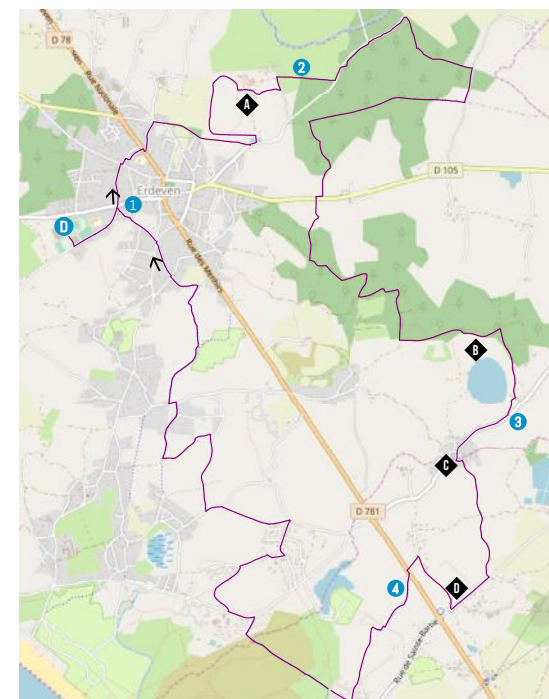 D 78
Rue Nationale
2
A
D 105
Erdeven
1
D
Rue des Menhirs
B
3
C
D 781
4
D
Rue de Sainte-Barbe